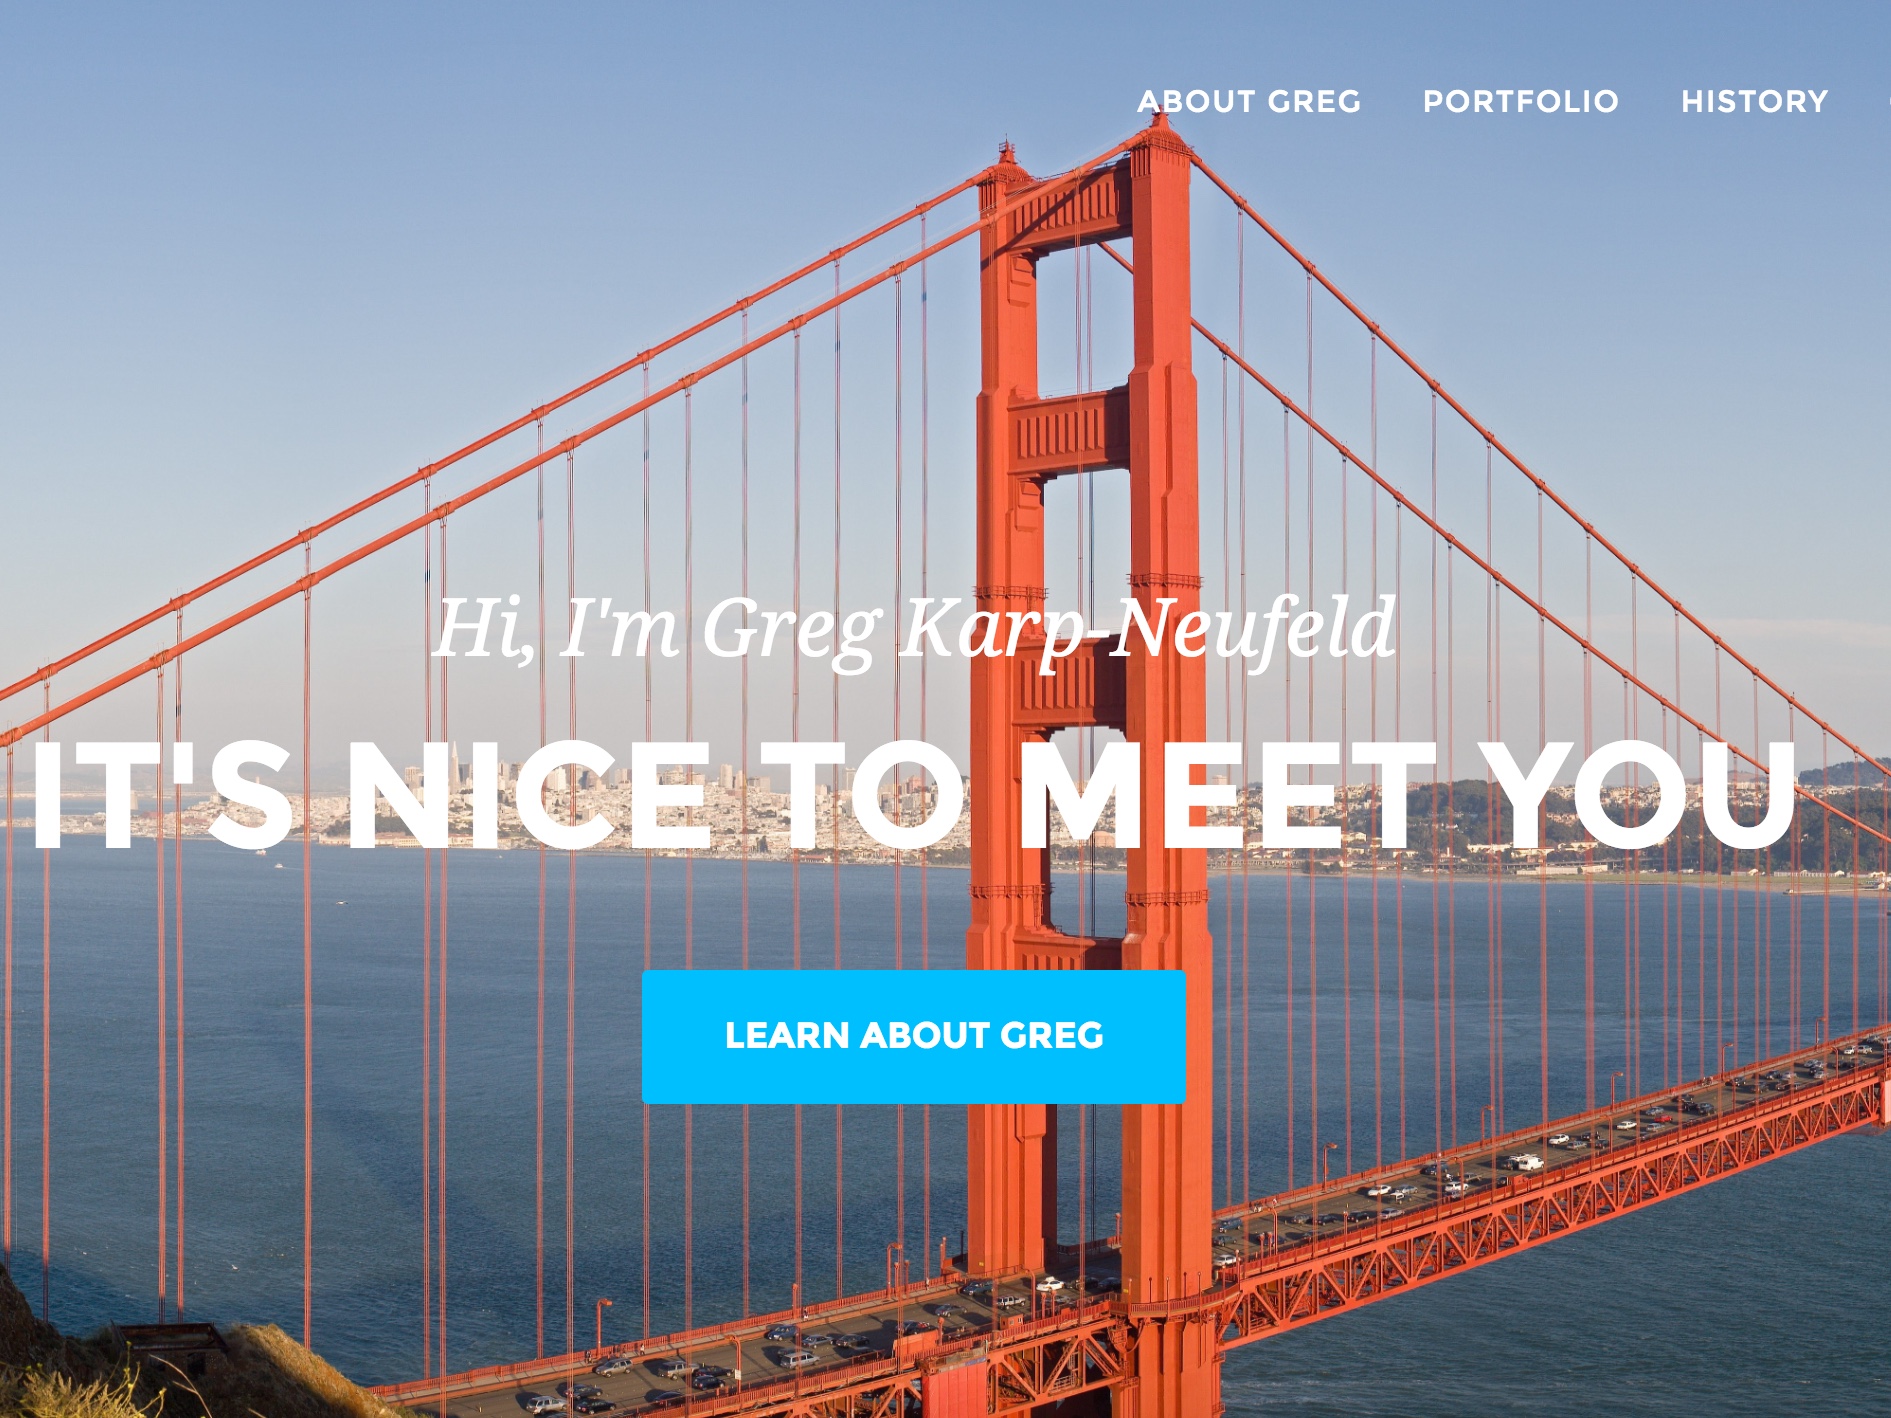 ABOUT GREG PORTFOLIO HISTORY
Hi, I'm Greg Karp-Neufeld
IT'S NICE TO MEET YOU
LEARN ABOUT GREG